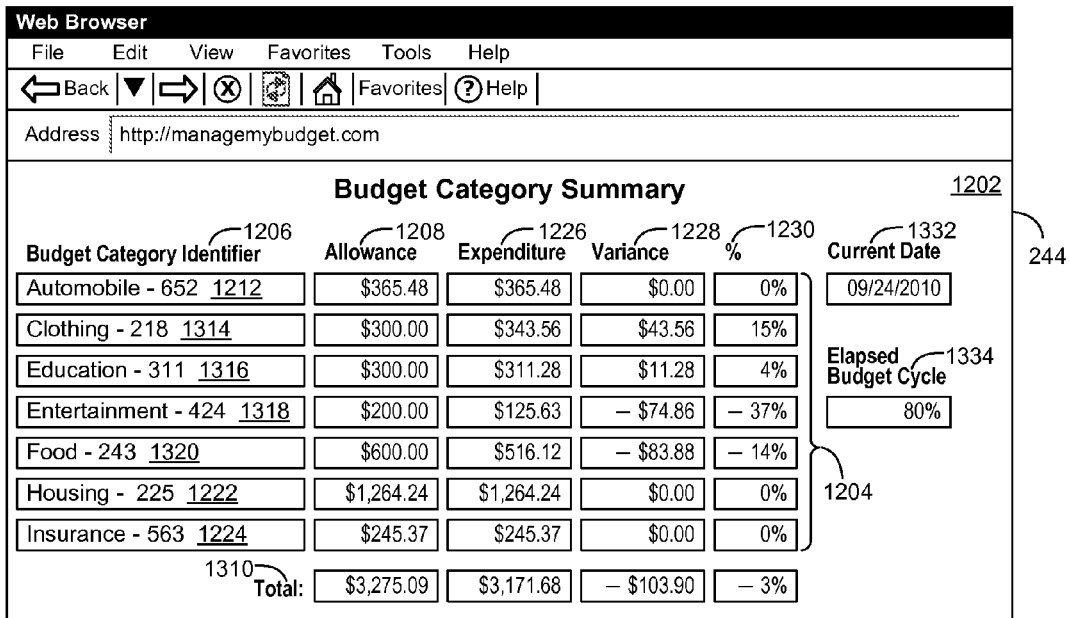 Web Browser
File Edit View Favorites Tools Help
Back X Favorites ? Help
Address http://managemybudget.com
Budget Category Summary 1202
1206 1208 1226 1228 1230 1332
Budget Category Identifier Allowance Expenditure Variance % Current Date
244
Automobile - 652 1212 $365.48 $365.48 $0.00 0% 09/24/2010
Clothing - 218 1314 $300.00 $343.56 $43.56 15%
Elapsed 1334
Budget Cycle
Education - 311 1316 $300.00 $311.28 $11.28 4%
Entertainment - 424 1318 $200.00 $125.63 – $74.86 – 37% 80%
Food - 243 1320 $600.00 $516.12 – $83.88 – 14%
Housing - 225 1222 $1,264.24 $1,264.24 $0.00 0% 1204
Insurance - 563 1224 $245.37 $245.37 $0.00 0%
1310
Total: $3,275.09 $3,171.68 – $103.90 – 3%